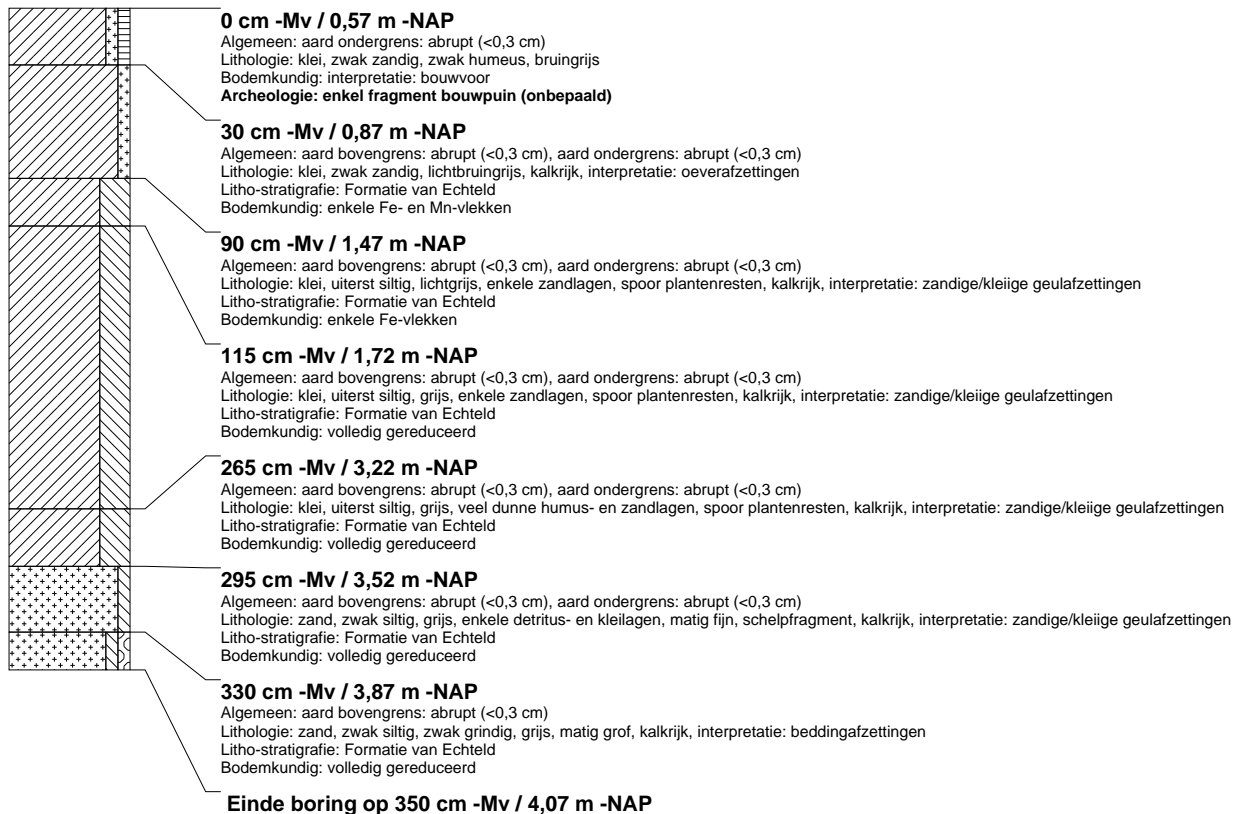 0 cm -Mv / 0,57 m -NAP
Algemeen: aard ondergrens: abrupt (<0,3 cm)
Lithologie: klei, zwak zandig, zwak humeus, bruingrijs
Bodemkundig: interpretatie: bouwvoor
Archeologie: enkel fragment bouwpuin (onbepaald)
30 cm -Mv / 0,87 m -NAP
Algemeen: aard bovengrens: abrupt (<0,3 cm), aard ondergrens: abrupt (<0,3 cm)
Lithologie: klei, zwak zandig, lichtbruingrijs, kalkrijk, interpretatie: oeverafzettingen
Litho-stratigrafie: Formatie van Echteld
Bodemkundig: enkele Fe- en Mn-vlekken
90 cm -Mv / 1,47 m -NAP
Algemeen: aard bovengrens: abrupt (<0,3 cm), aard ondergrens: abrupt (<0,3 cm)
Lithologie: klei, uiterst siltig, lichtgrijs, enkele zandlagen, spoor plantenresten, kalkrijk, interpretatie: zandige/kleiige geulafzettingen
Litho-stratigrafie: Formatie van Echteld
Bodemkundig: enkele Fe-vlekken
115 cm -Mv / 1,72 m -NAP
Algemeen: aard bovengrens: abrupt (<0,3 cm), aard ondergrens: abrupt (<0,3 cm)
Lithologie: klei, uiterst siltig, grijs, enkele zandlagen, spoor plantenresten, kalkrijk, interpretatie: zandige/kleiige geulafzettingen
Litho-stratigrafie: Formatie van Echteld
Bodemkundig: volledig gereduceerd
265 cm -Mv / 3,22 m -NAP
Algemeen: aard bovengrens: abrupt (<0,3 cm), aard ondergrens: abrupt (<0,3 cm)
Lithologie: klei, uiterst siltig, grijs, veel dunne humus- en zandlagen, spoor plantenresten, kalkrijk, interpretatie: zandige/kleiige geulafzettingen
Litho-stratigrafie: Formatie van Echteld
Bodemkundig: volledig gereduceerd
295 cm -Mv / 3,52 m -NAP
Algemeen: aard bovengrens: abrupt (<0,3 cm), aard ondergrens: abrupt (<0,3 cm)
Lithologie: zand, zwak siltig, grijs, enkele detritus- en kleilagen, matig fijn, schelpfragment, kalkrijk, interpretatie: zandige/kleiige geulafzettingen
Litho-stratigrafie: Formatie van Echteld
Bodemkundig: volledig gereduceerd
330 cm -Mv / 3,87 m -NAP
Algemeen: aard bovengrens: abrupt (<0,3 cm)
Lithologie: zand, zwak siltig, zwak grindig, grijs, matig grof, kalkrijk, interpretatie: beddingafzettingen
Litho-stratigrafie: Formatie van Echteld
Bodemkundig: volledig gereduceerd
Einde boring op 350 cm -Mv / 4,07 m -NAP